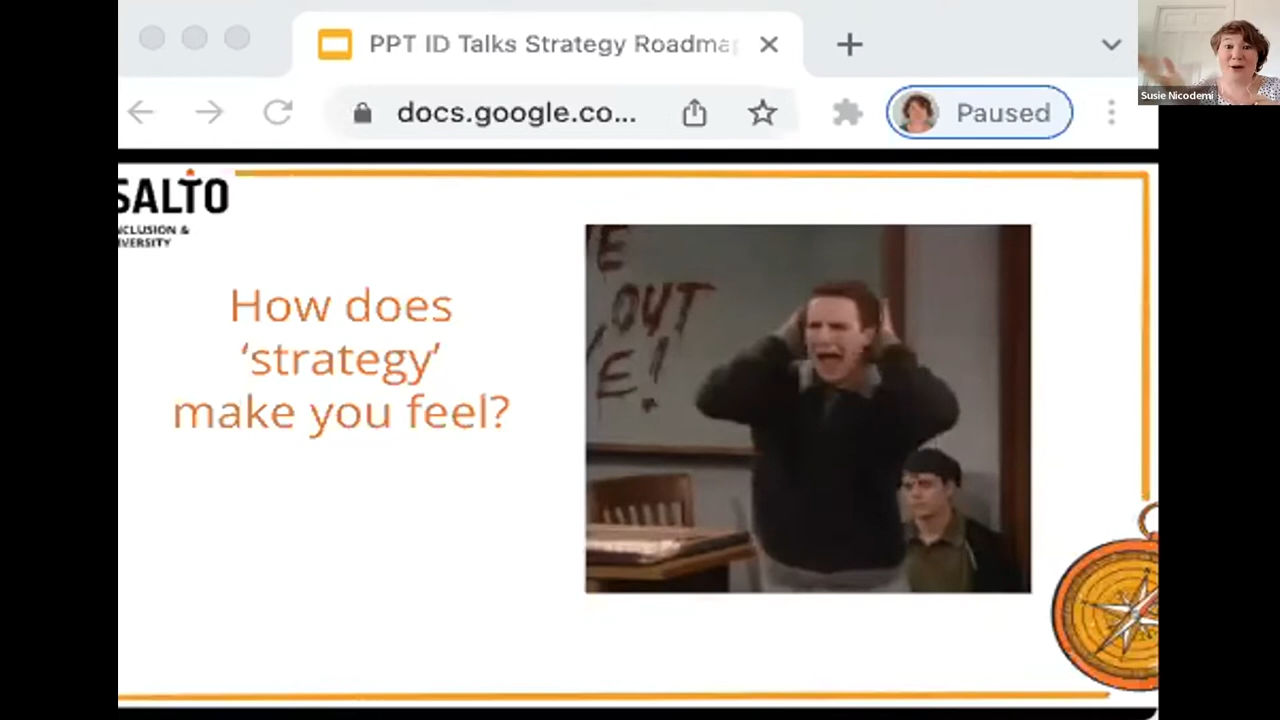 PPT ID Talks Strategy Roadma
docs.google.co...
Paused
Susie Nicodemi
SALTO
NCLUSION &
IVERSITY
How does
‘strategy’
make you feel?
E
OUT
E!